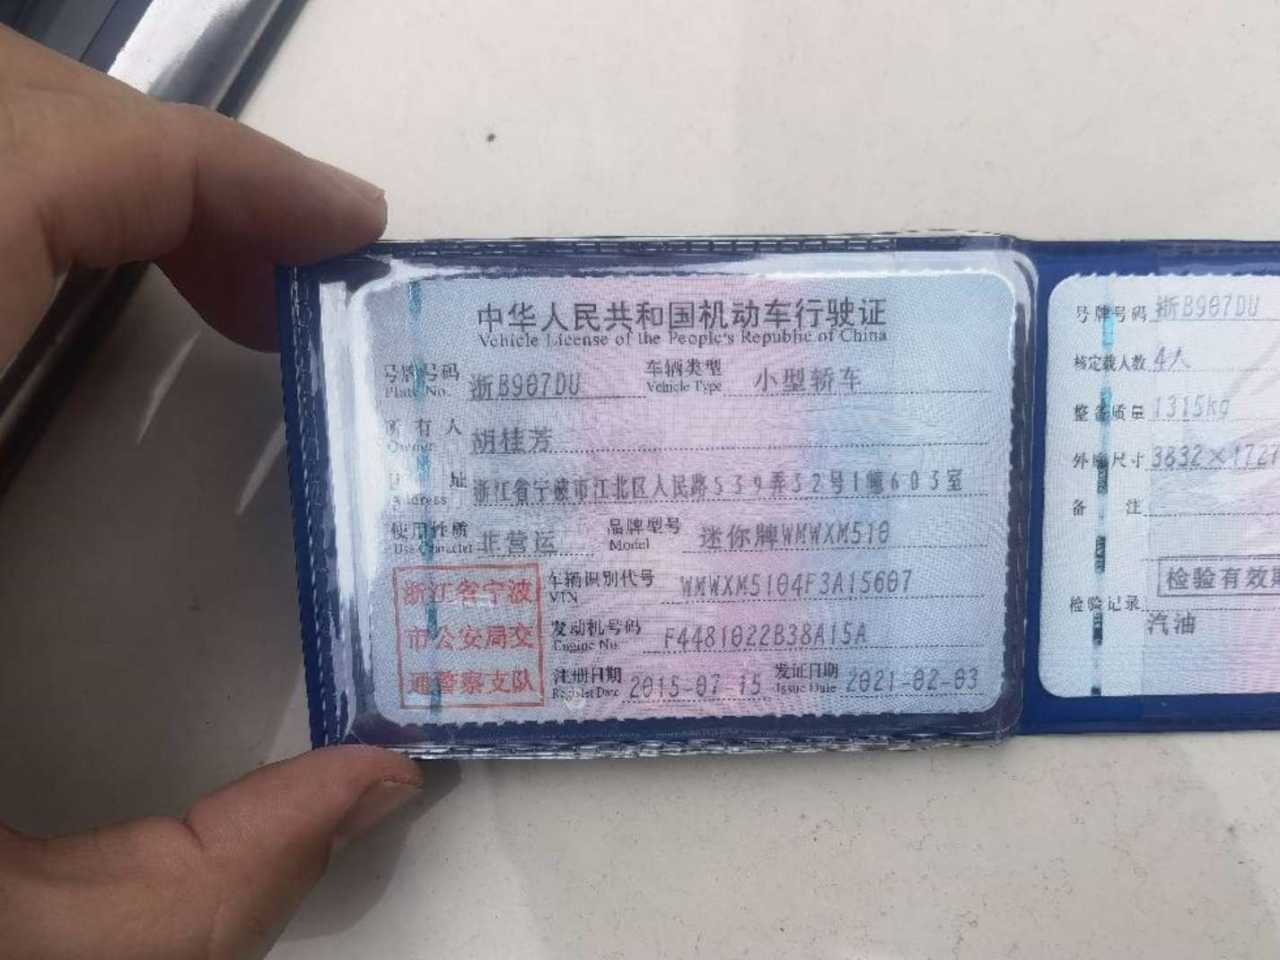 中华人民共和国机动车行驶证
Vehicle License of the People's Republic of China
号牌号码 浙B907DU 车辆类型 小型轿车
Plate No. Vehicle Type
所有人 胡桂芳
Owner
住址 浙江省宁波市江北区人民路539弄52号1幢603室
Address
使用性质 非营运 品牌型号 迷你牌WMWXM510
Use Character Model
浙江省宁波
市公安局交
通警察支队
车辆识别代号 WMWXM5104F3A15607
VIN
发动机号码 F4481022B38A15A
Engine No.
注册日期 2015-07-15 发证日期 2021-02-03
Register Date Issue Date
号牌号码 浙B907DU
核定载人数 4人
整备质量 1315kg
外廓尺寸 3832×1727
备注
检验有效期
检验记录
汽油